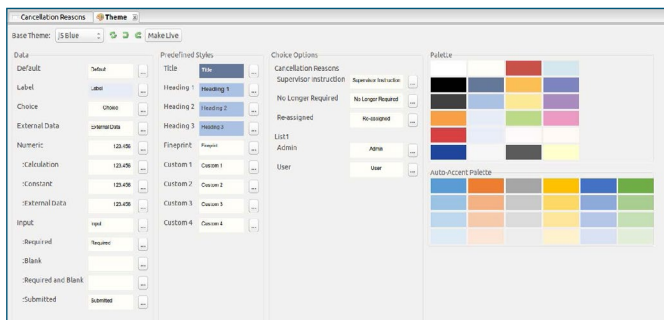 Cancellation Reasons Theme
Base Theme: JS Blue Make Live
Data
Default Default ...
Label Label ...
Choice Choice ...
External Data External Data ...
Numeric 123.456 ...
:Calculation 123.456 ...
:Constant 123.456 ...
:External Data 123.456 ...
Input Input ...
:Required Required ...
:Blank ...
:Required and Blank ...
:Submitted Submitted ...
Predefined Styles
Title Title ...
Heading 1 Heading 1 ...
Heading 2 Heading 2 ...
Heading 3 Heading 3 ...
Fineprint Fineprint ...
Custom 1 Custom 1 ...
Custom 2 Custom 2 ...
Custom 3 Custom 3 ...
Custom 4 Custom 4 ...
Choice Options
Cancellation Reasons
Supervisor Instruction Supervisor Instruction ...
No Longer Required No Longer Required ...
Re-assigned Re-assigned ...
List1
Admin Admin ...
User User ...
Palette
Auto-Accent Palette